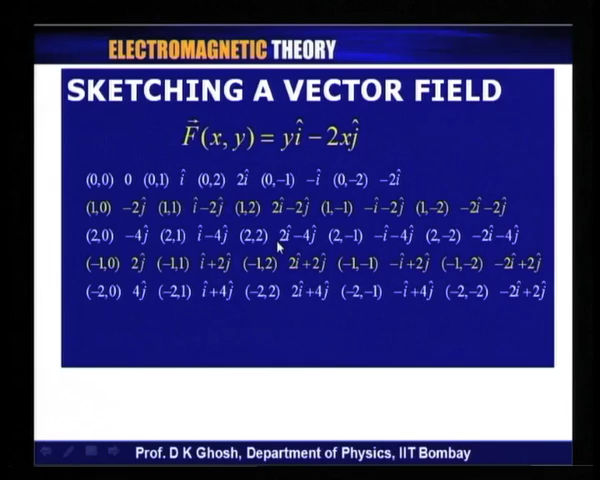 ELECTROMAGNETIC THEORY
SKETCHING A VECTOR FIELD
F⃗(x, y) = yî − 2xĵ
(0,0) 0 (0,1) î (0,2) 2î (0,−1) −î (0,−2) −2î
(1,0) −2ĵ (1,1) î−2ĵ (1,2) 2î−2ĵ (1,−1) −î−2ĵ (1,−2) −2î−2ĵ
(2,0) −4ĵ (2,1) î−4ĵ (2,2) 2î−4ĵ (2,−1) −î−4ĵ (2,−2) −2î−4ĵ
(−1,0) 2ĵ (−1,1) î+2ĵ (−1,2) 2î+2ĵ (−1,−1) −î+2ĵ (−1,−2) −2î+2ĵ
(−2,0) 4ĵ (−2,1) î+4ĵ (−2,2) 2î+4ĵ (−2,−1) −î+4ĵ (−2,−2) −2î+2ĵ
Prof. D K Ghosh, Department of Physics, IIT Bombay